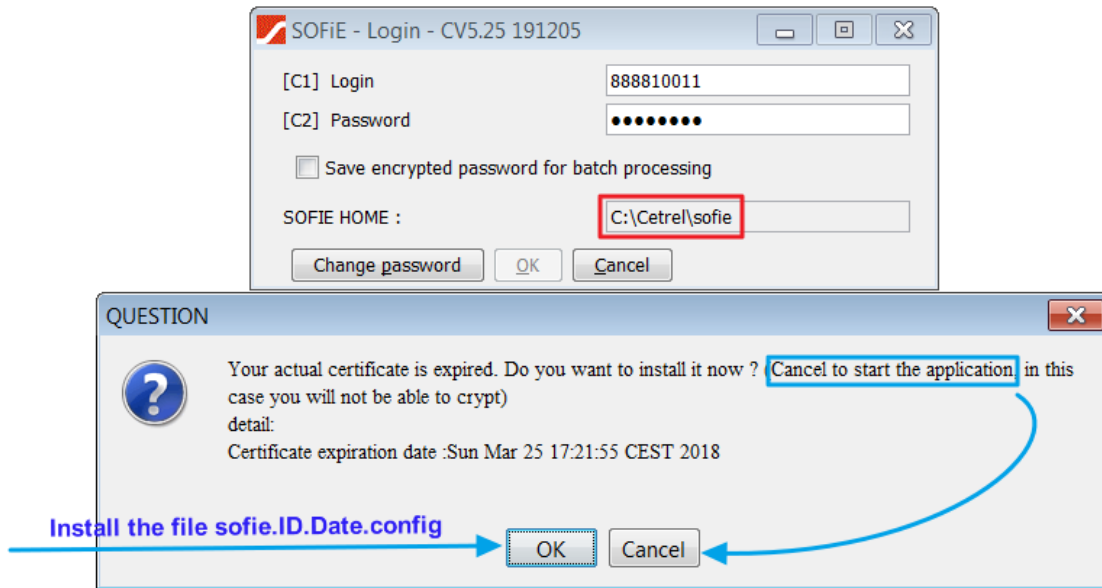 SOFiE - Login - CV5.25 191205
[C1] Login
888810011
[C2] Password
••••••••
Save encrypted password for batch processing
SOFIE HOME :
C:\Cetrel\sofie
Change password
OK
Cancel
QUESTION
Your actual certificate is expired. Do you want to install it now ? (Cancel to start the application, in this
case you will not be able to crypt)
detail:
Certificate expiration date :Sun Mar 25 17:21:55 CEST 2018
Install the file sofie.ID.Date.config
OK
Cancel